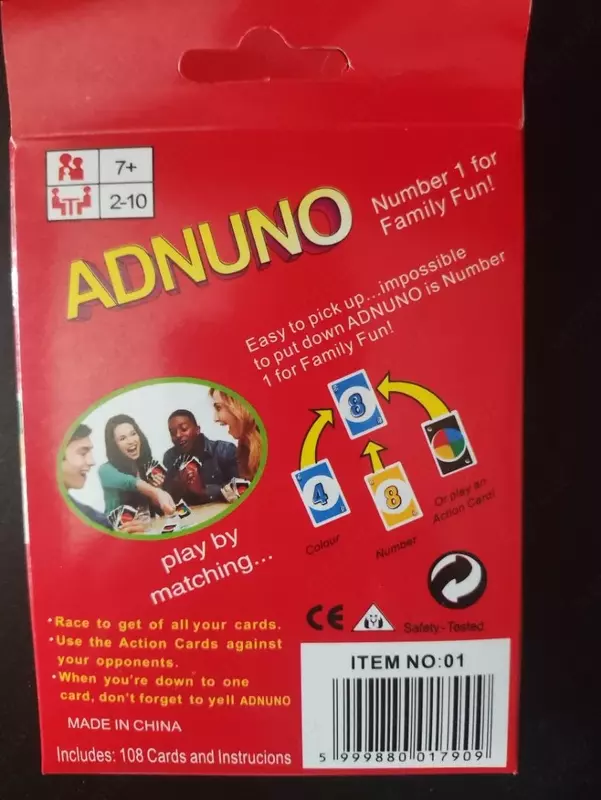 7+
2-10
ADNUNO
Number 1 for
Family Fun!
Easy to pick up...impossible
to put down ADNUNO is Number
1 for Family Fun!
8
4
8
Colour
Number
Or play an
Action Card!
play by
matching...
•Race to get of all your cards.
•Use the Action Cards against
your opponents.
•When you're down to one
card, don't forget to yell ADNUNO
CE
Safety-Tested
MADE IN CHINA
Includes: 108 Cards and Instrucions
ITEM NO:01
5 999880 017909